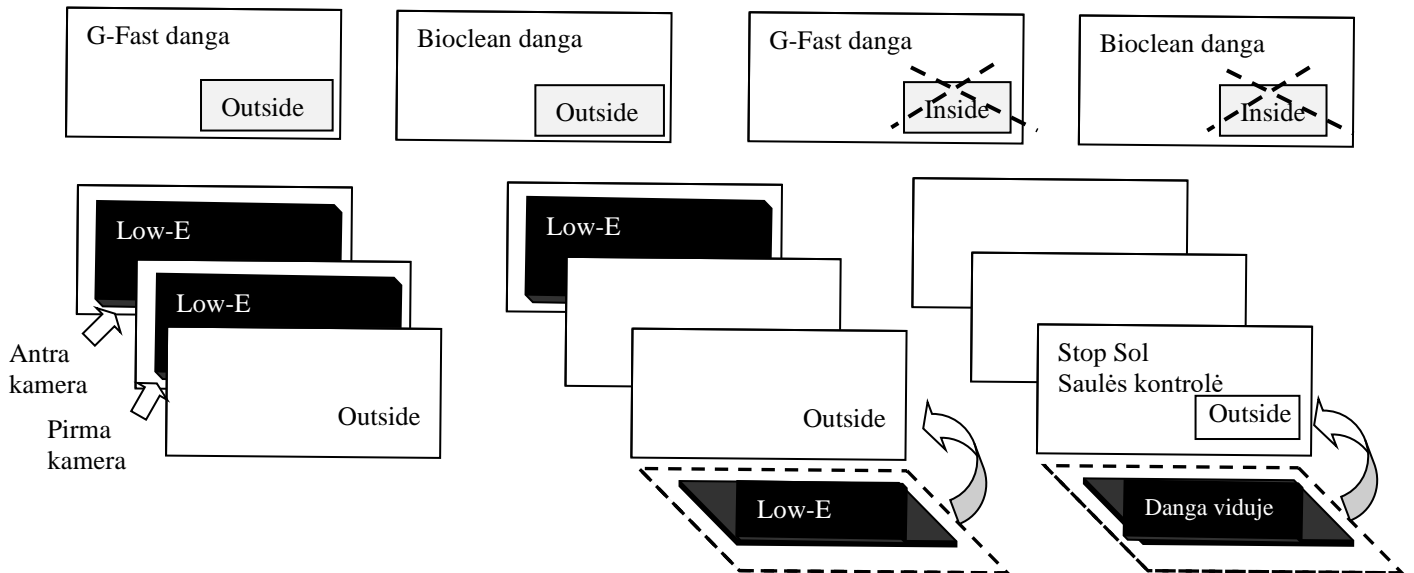 G-Fast danga
Outside
Bioclean danga
Outside
G-Fast danga
Inside
Bioclean danga
Inside
Low-E
Low-E
Outside
Antra
kamera
Pirma
kamera
Low-E
Outside
Low-E
Stop Sol
Saulės kontrolė
Outside
Danga viduje